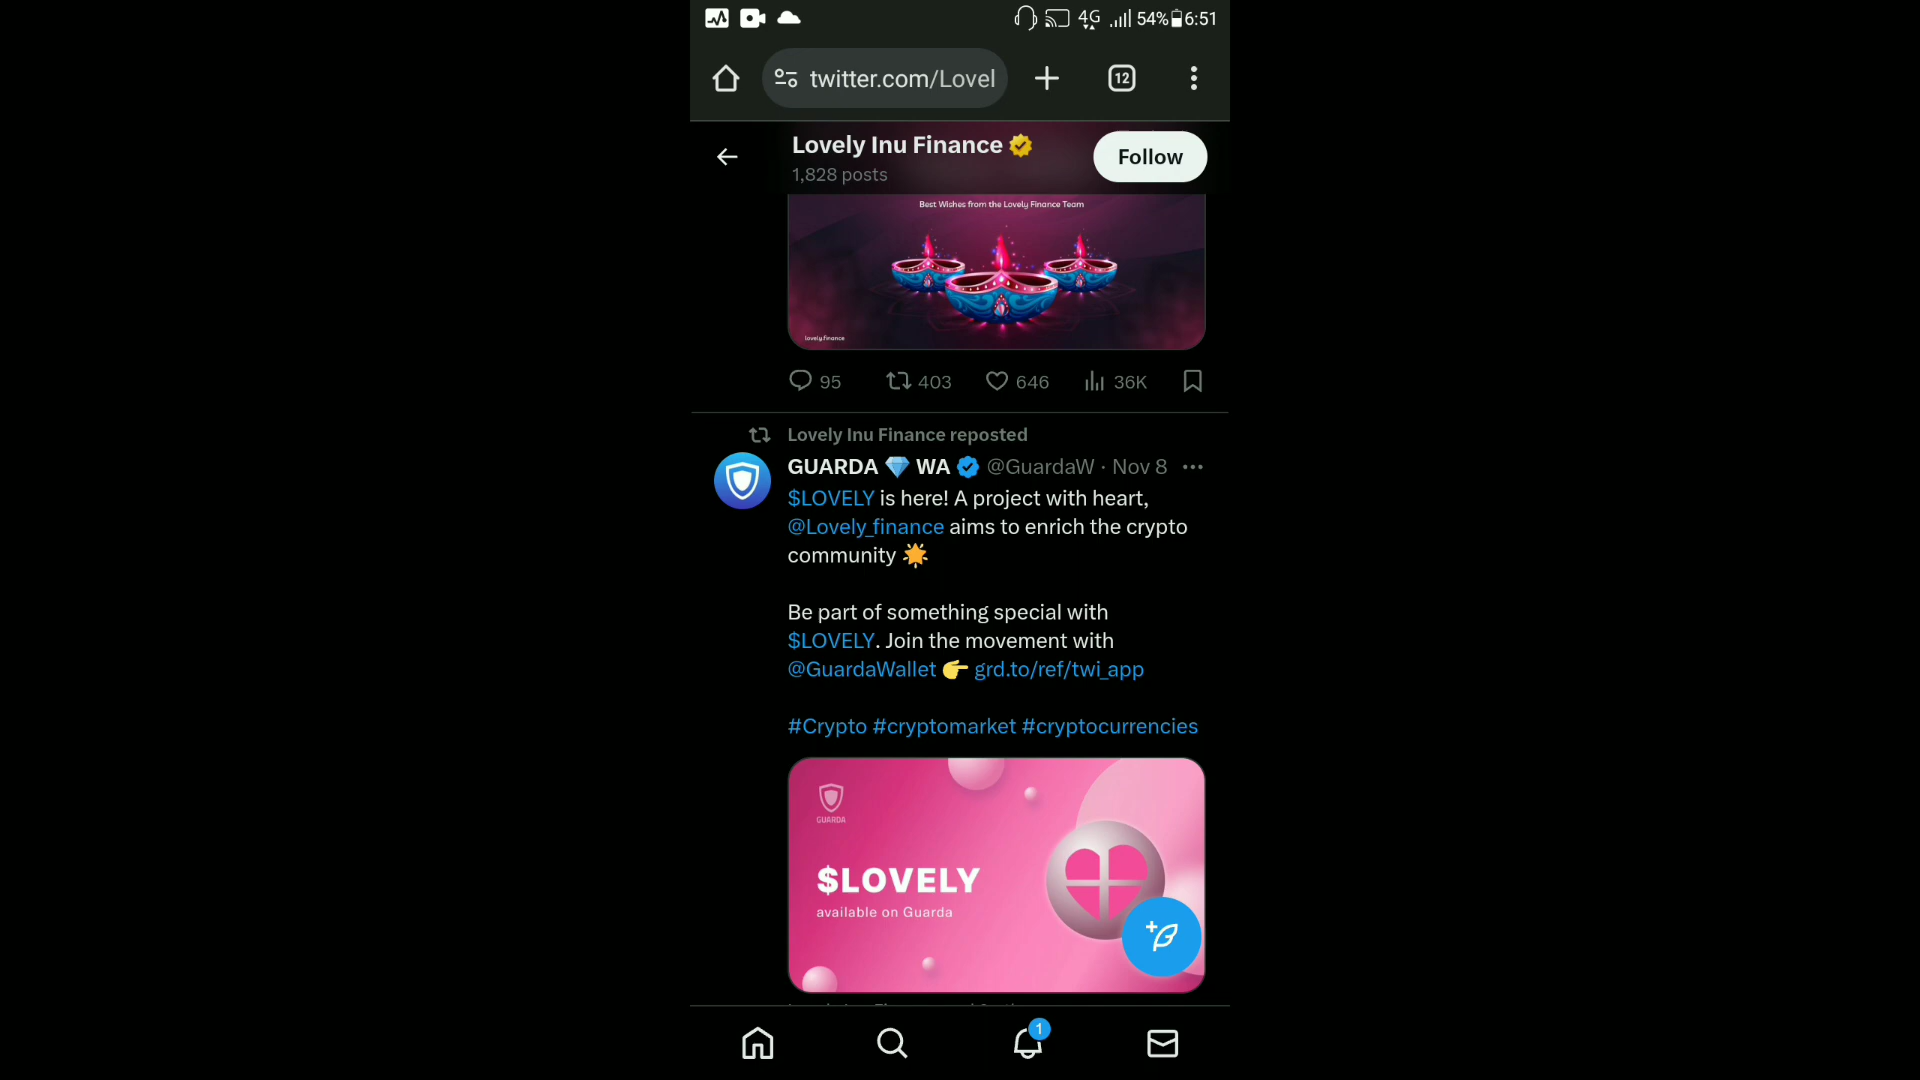 4G 54% 6:51
twitter.com/Lovel
12
Lovely Inu Finance
1,828 posts
Follow
Best Wishes from the Lovely Finance Team
lovely.finance
95 403 646 36K
Lovely Inu Finance reposted
GUARDA 💎 WA @GuardaW · Nov 8
$LOVELY is here! A project with heart,
@Lovely_finance aims to enrich the crypto
community 🌟
Be part of something special with
$LOVELY. Join the movement with
@GuardaWallet 👉 grd.to/ref/twi_app
#Crypto #cryptomarket #cryptocurrencies
GUARDA
$LOVELY
available on Guarda
1